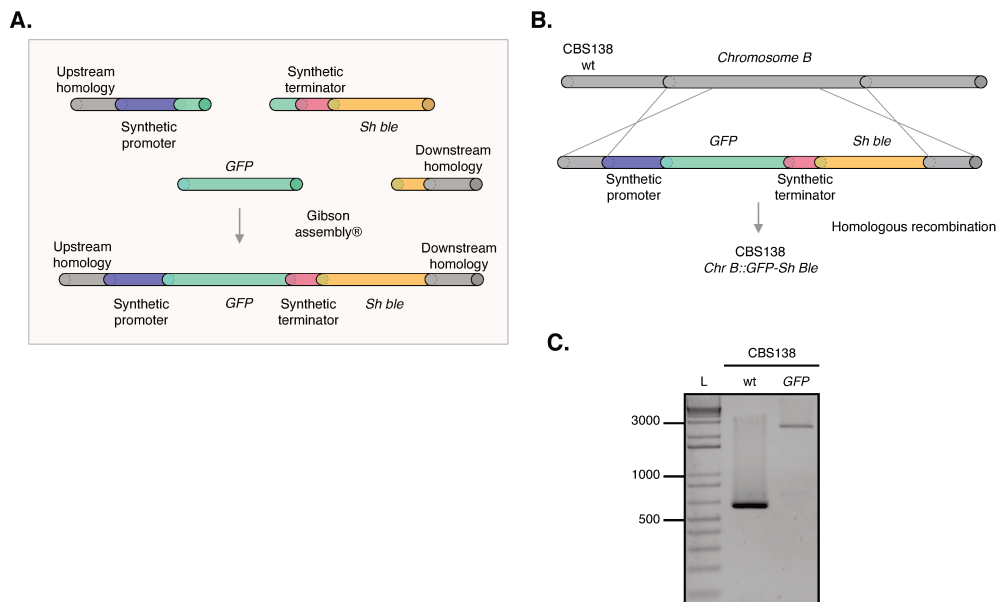 A.
Upstream
homology
Synthetic
promoter
Synthetic
terminator
Sh ble
GFP
Downstream
homology
Gibson
assembly®
Upstream
homology
Downstream
homology
Synthetic
promoter
GFP
Synthetic
terminator
Sh ble
B.
CBS138
wt
Chromosome B
GFP
Sh ble
Synthetic
promoter
Synthetic
terminator
Homologous recombination
CBS138
Chr B::GFP-Sh Ble
C.
CBS138
L wt GFP
3000
1000
500